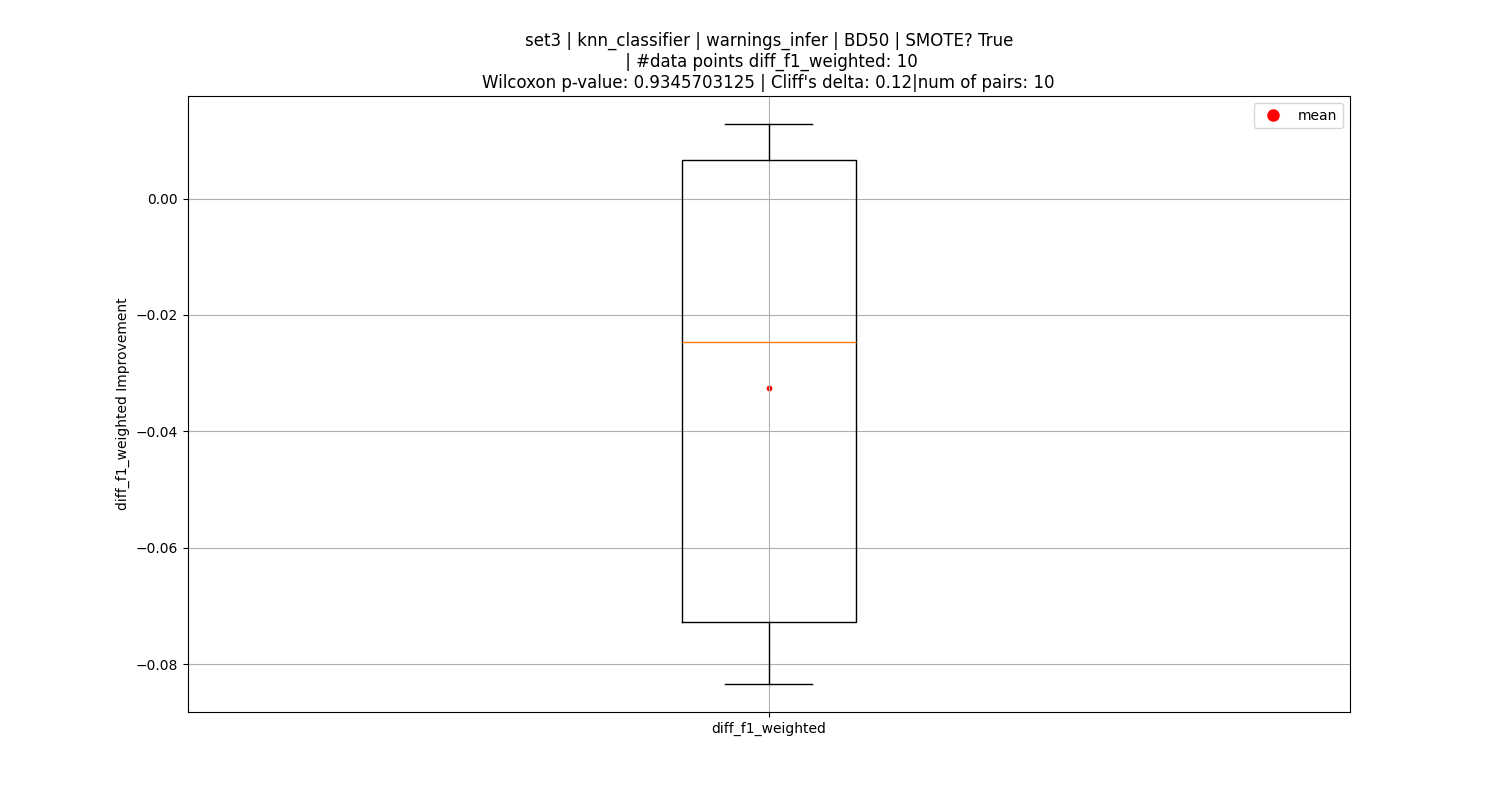 set3 | knn_classifier | warnings_infer | BD50 | SMOTE? True
| #data points diff_f1_weighted: 10
Wilcoxon p-value: 0.9345703125 | Cliff's delta: 0.12|num of pairs: 10
mean
0.00
−0.02
−0.04
−0.06
−0.08
diff_f1_weighted Improvement
diff_f1_weighted